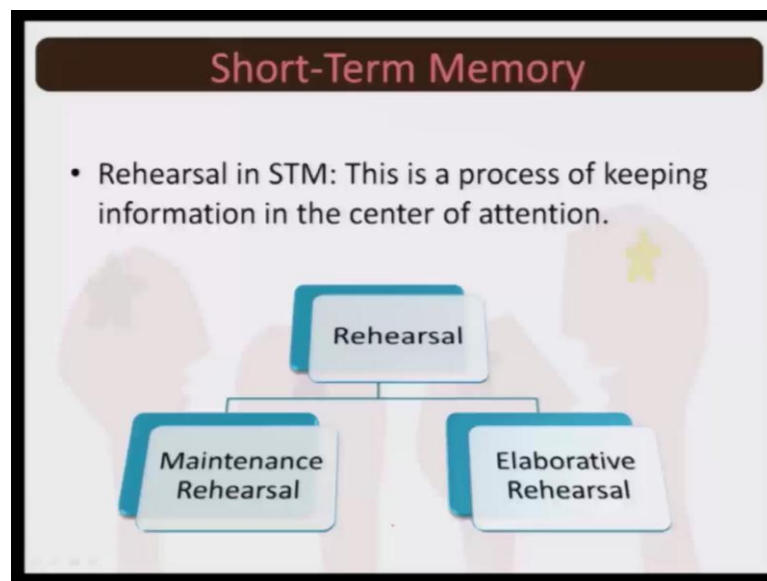 Short-Term Memory
• Rehearsal in STM: This is a process of keeping
information in the center of attention.
Rehearsal
Maintenance
Rehearsal
Elaborative
Rehearsal